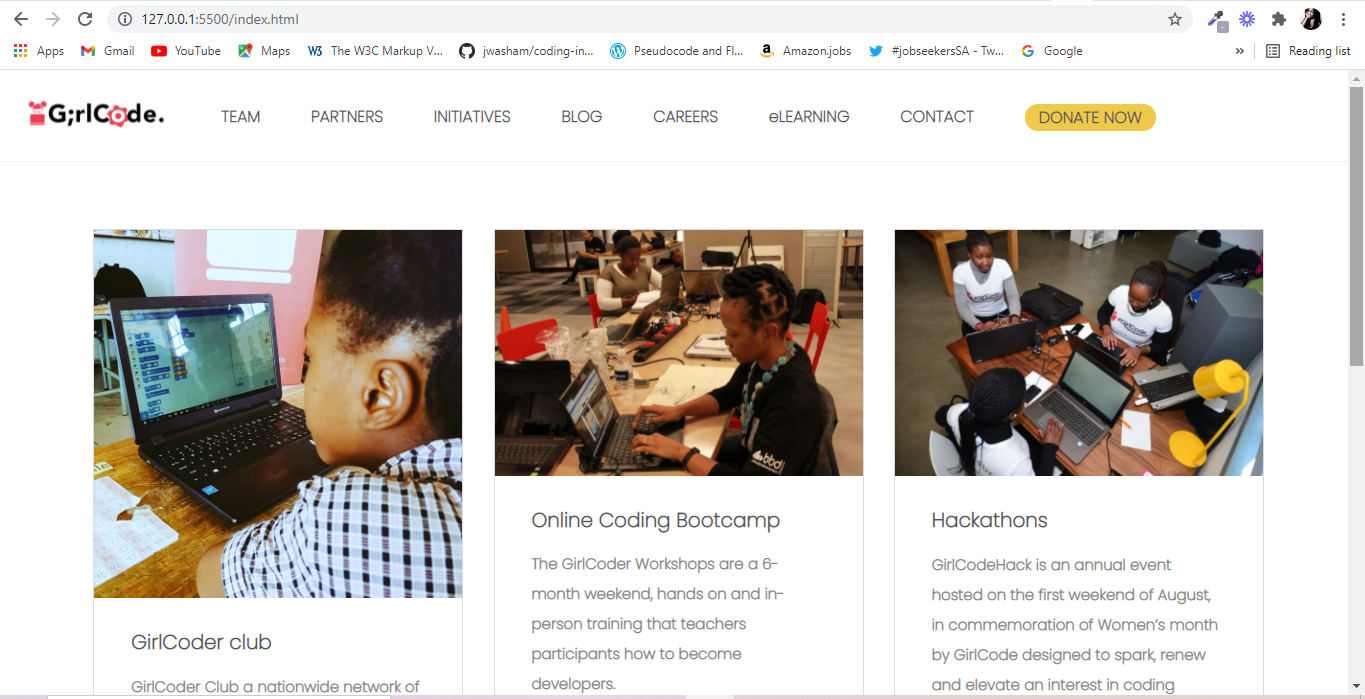 127.0.0.1:5500/index.html
Apps
Gmail
YouTube
Maps
The W3C Markup V...
jwasham/coding-in...
Pseudocode and Fl...
Amazon.jobs
#jobseekersSA - Tw...
Google
»
Reading list
G;rlCode.
TEAM
PARTNERS
INITIATIVES
BLOG
CAREERS
eLEARNING
CONTACT
DONATE NOW
bbd
GirlCode
GirlCode
Online Coding Bootcamp
The GirlCoder Workshops are a 6-
month weekend, hands on and in-
person training that teachers
participants how to become
developers.
Hackathons
GirlCodeHack is an annual event
hosted on the first weekend of August,
in commemoration of Women’s month
by GirlCode designed to spark, renew
and elevate an interest in coding
GirlCoder club
GirlCoder Club a nationwide network of